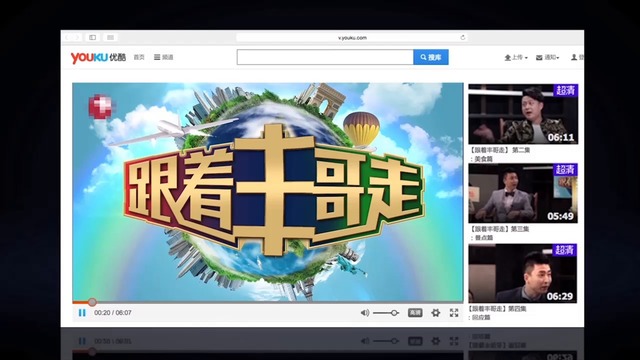 v.youku.com
YOUKU 优酷
首页
频道
搜库
上传
通知
跟着丰哥走
超清
06:11
【跟着丰哥走】第二集
：美食篇
超清
05:49
【跟着丰哥走】第三集
：景点篇
超清
06:29
【跟着丰哥走】第四集
：回应篇
00:20 / 06:07
高清